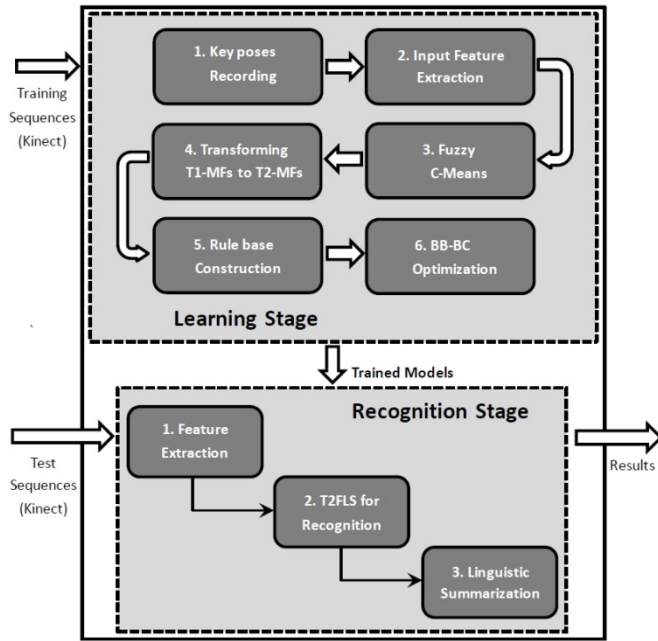 1. Key poses
Recording
2. Input Feature
Extraction
Training
Sequences
(Kinect)
4. Transforming
T1-MFs to T2-MFs
3. Fuzzy
C-Means
5. Rule base
Construction
6. BB-BC
Optimization
Learning Stage
Trained Models
Recognition Stage
1. Feature
Extraction
Test
Sequences
(Kinect)
Results
2. T2FLS for
Recognition
3. Linguistic
Summarization